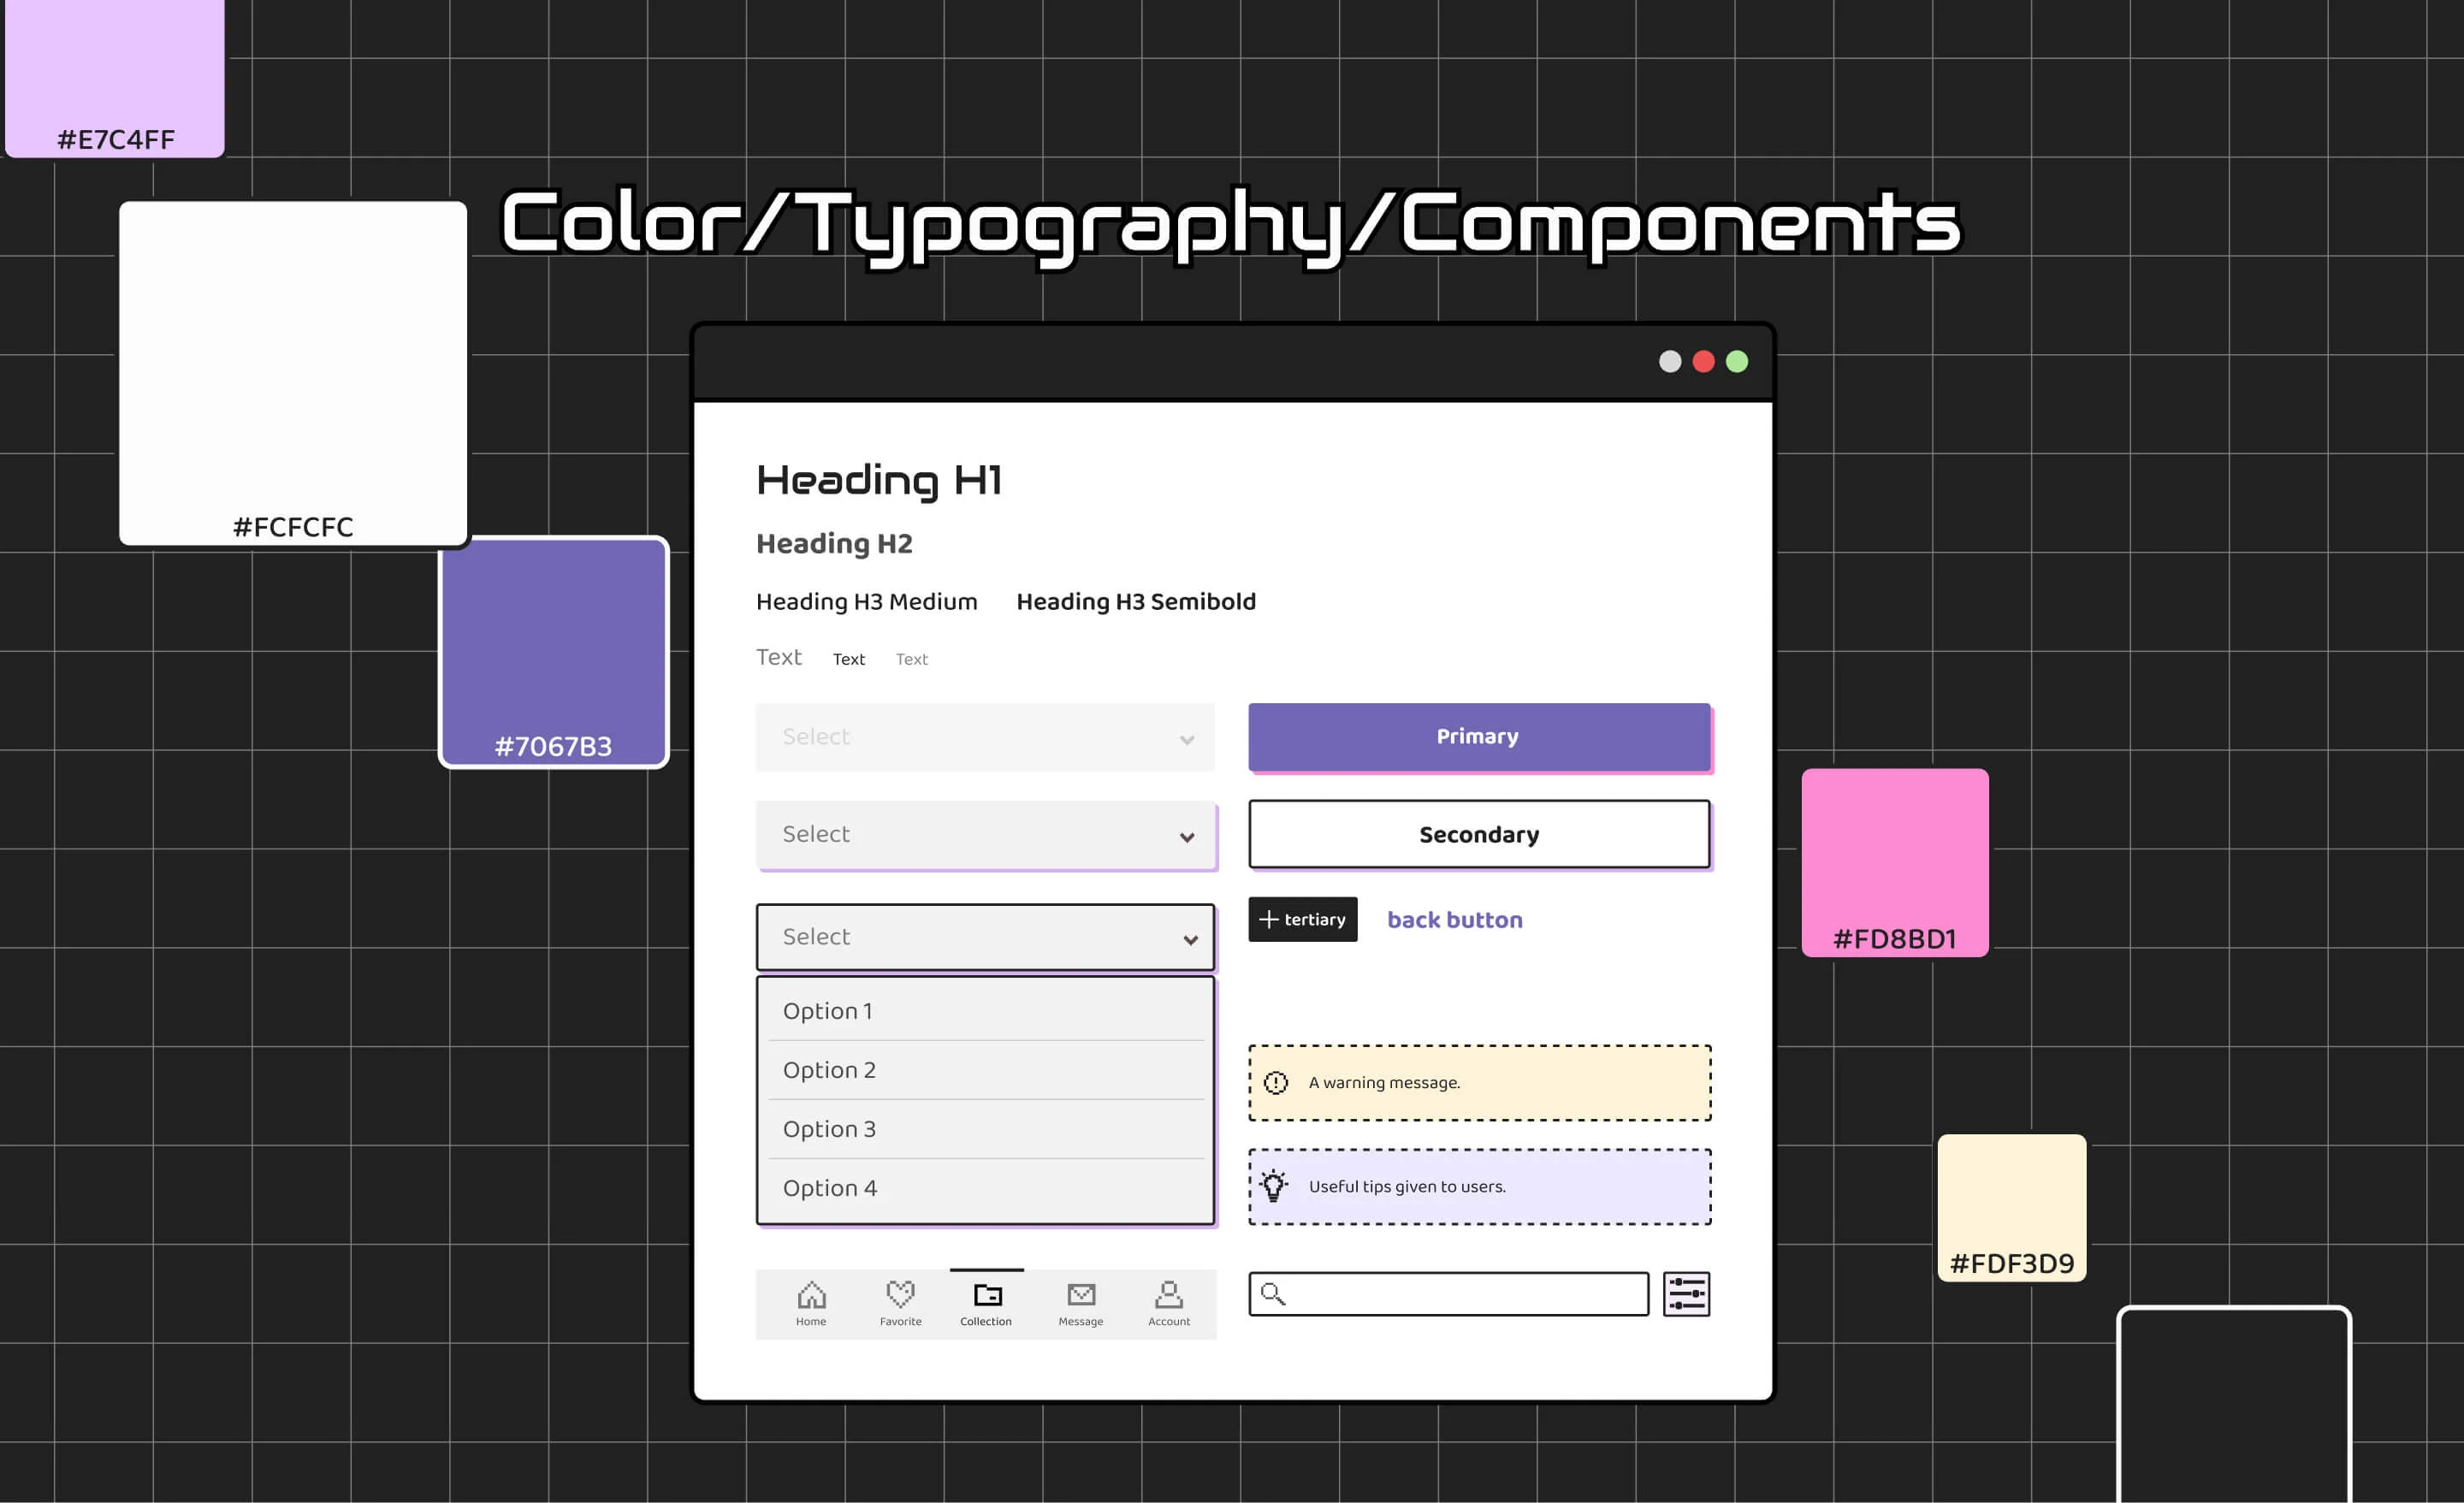 #E7C4FF
Color/Typography/Components
#FCFCFC
#7067B3
Heading H1
Heading H2
Heading H3 Medium Heading H3 Semibold
Text Text Text
Select
Primary
Select
Secondary
Select
+ tertiary
back button
Option 1
Option 2
Option 3
Option 4
A warning message.
Useful tips given to users.
Home Favorite Collection Message Account
#FD8BD1
#FDF3D9